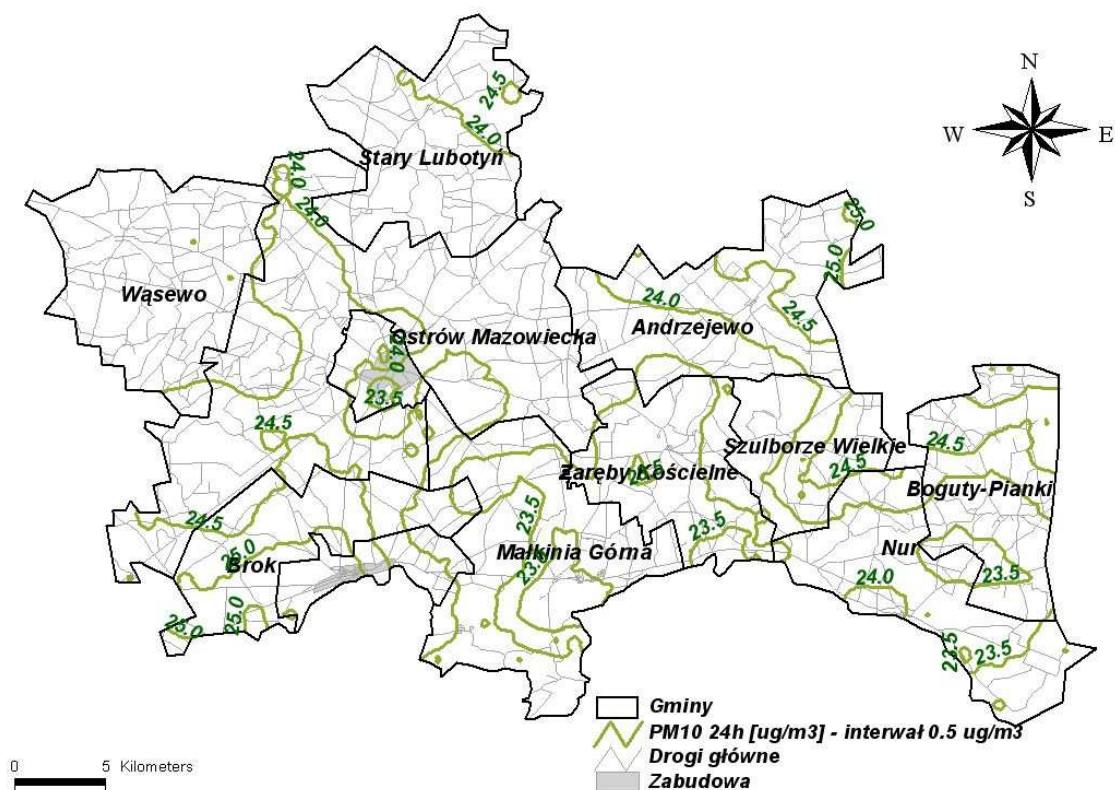 N
W E
S
24.5
24.0
Stary Lubotyń
24.0
24.0
25.0
25.0
Wąsewo
24.0
24.5
Andrzejewo
Ostrów Mazowiecka
24.0
23.5
24.5
24.5
Szulborze Wielkie
24.5
Zaręby Kościelne
Boguty-Pianki
23.5
24.5
23.5
25.0
Brok
Małkinia Górna
23.0
Nur
24.0
23.5
25.0
25.0
23.5
23.5
Gminy
PM10 24h [ug/m3] - interwał 0.5 ug/m3
Drogi główne
Zabudowa
0 5 Kilometers